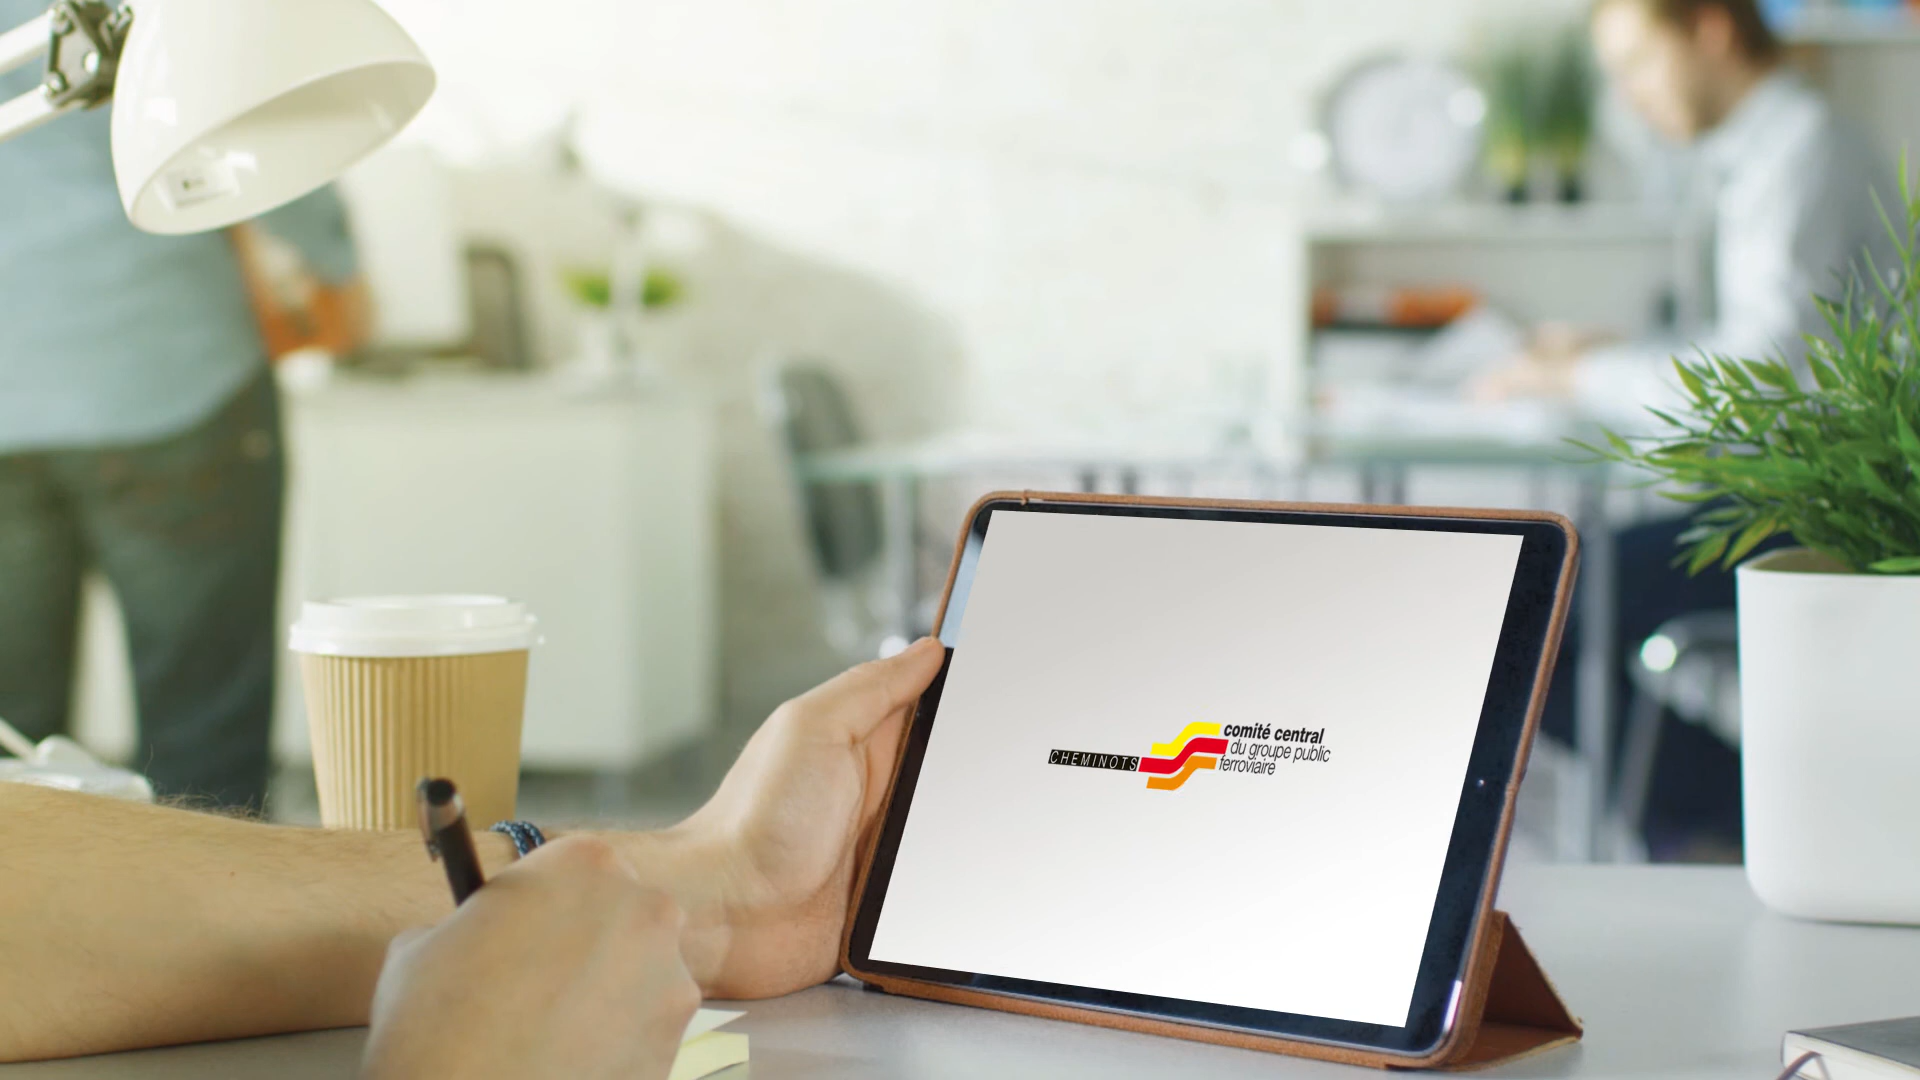 CHEMINOTS
comité central
du groupe public
ferroviaire